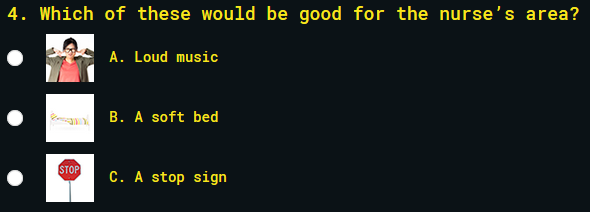 4. Which of these would be good for the nurse's area?
A. Loud music
B. A soft bed
STOP
C. A stop sign